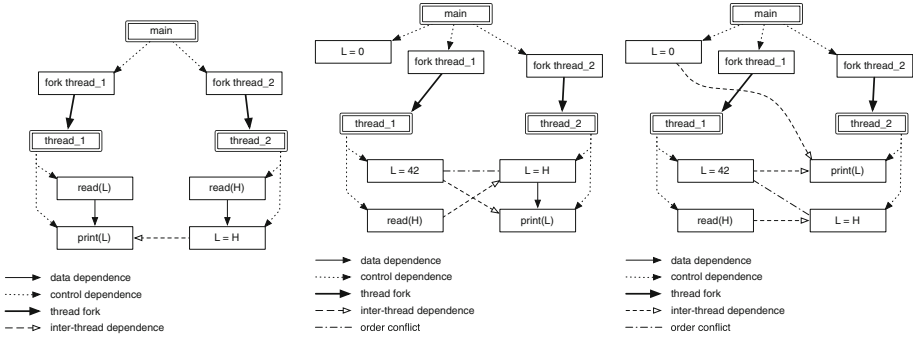 main
fork thread_1
fork thread_2
thread_1
thread_2
read(L)
read(H)
print(L)
L = H
data dependence
control dependence
thread fork
inter-thread dependence
main
L = 0
fork thread_1
fork thread_2
thread_1
thread_2
L = 42
L = H
read(H)
print(L)
data dependence
control dependence
thread fork
inter-thread dependence
order conflict
main
L = 0
fork thread_1
fork thread_2
thread_1
thread_2
L = 42
print(L)
read(H)
L = H
data dependence
control dependence
thread fork
inter-thread dependence
order conflict